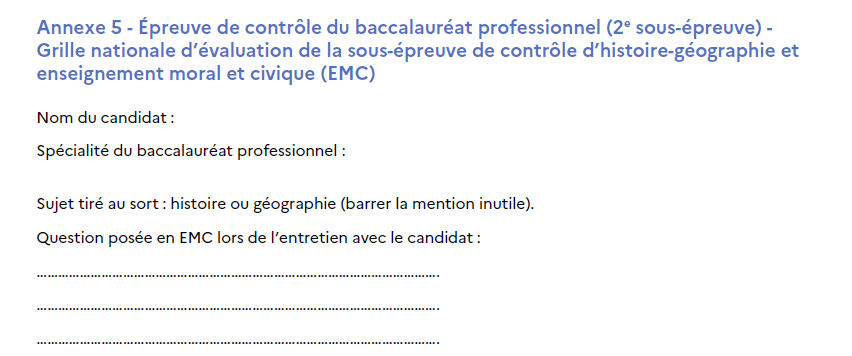 Annexe 5 - Épreuve de contrôle du baccalauréat professionnel (2e sous-épreuve) -
Grille nationale d’évaluation de la sous-épreuve de contrôle d’histoire-géographie et
enseignement moral et civique (EMC)
Nom du candidat :
Spécialité du baccalauréat professionnel :
Sujet tiré au sort : histoire ou géographie (barrer la mention inutile).
Question posée en EMC lors de l’entretien avec le candidat :
…………………………………………………………………………………………………….
…………………………………………………………………………………………………….
…………………………………………………………………………………………………….